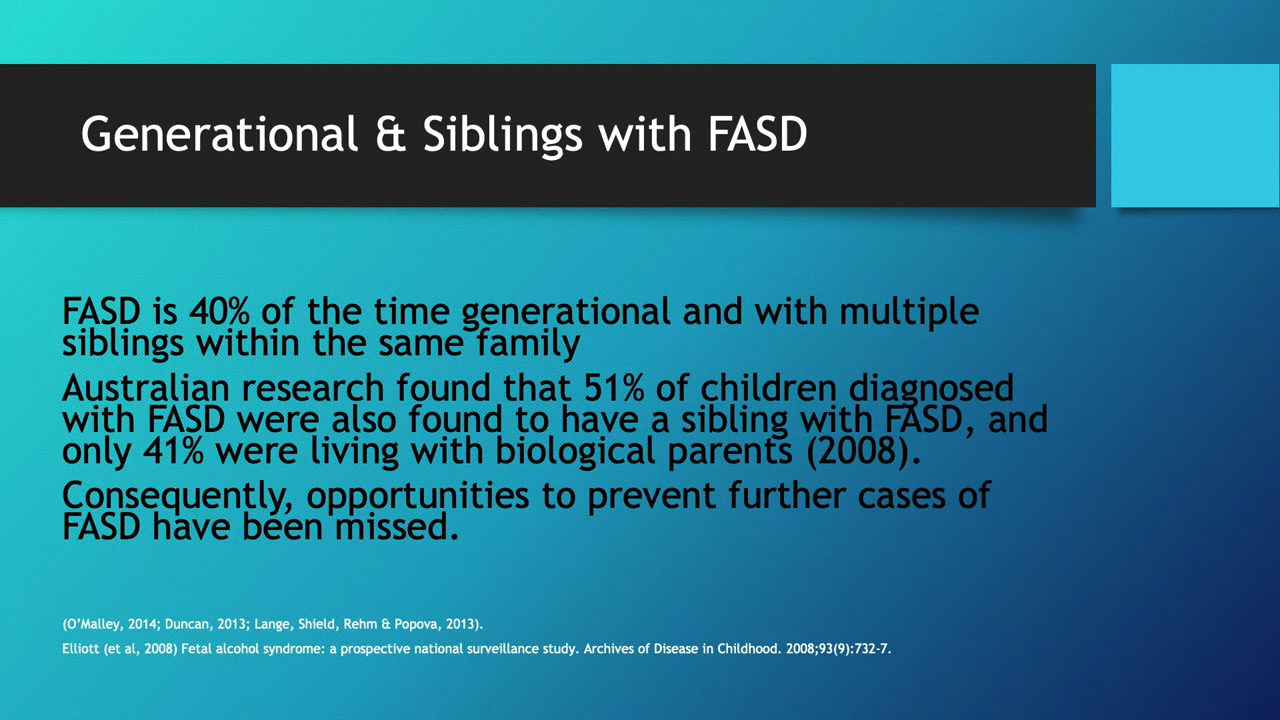 Generational & Siblings with FASD
FASD is 40% of the time generational and with multiple
siblings within the same family
Australian research found that 51% of children diagnosed
with FASD were also found to have a sibling with FASD, and
only 41% were living with biological parents (2008).
Consequently, opportunities to prevent further cases of
FASD have been missed.
(O’Malley, 2014; Duncan, 2013; Lange, Shield, Rehm & Popova, 2013).
Elliott (et al, 2008) Fetal alcohol syndrome: a prospective national surveillance study. Archives of Disease in Childhood. 2008;93(9):732-7.